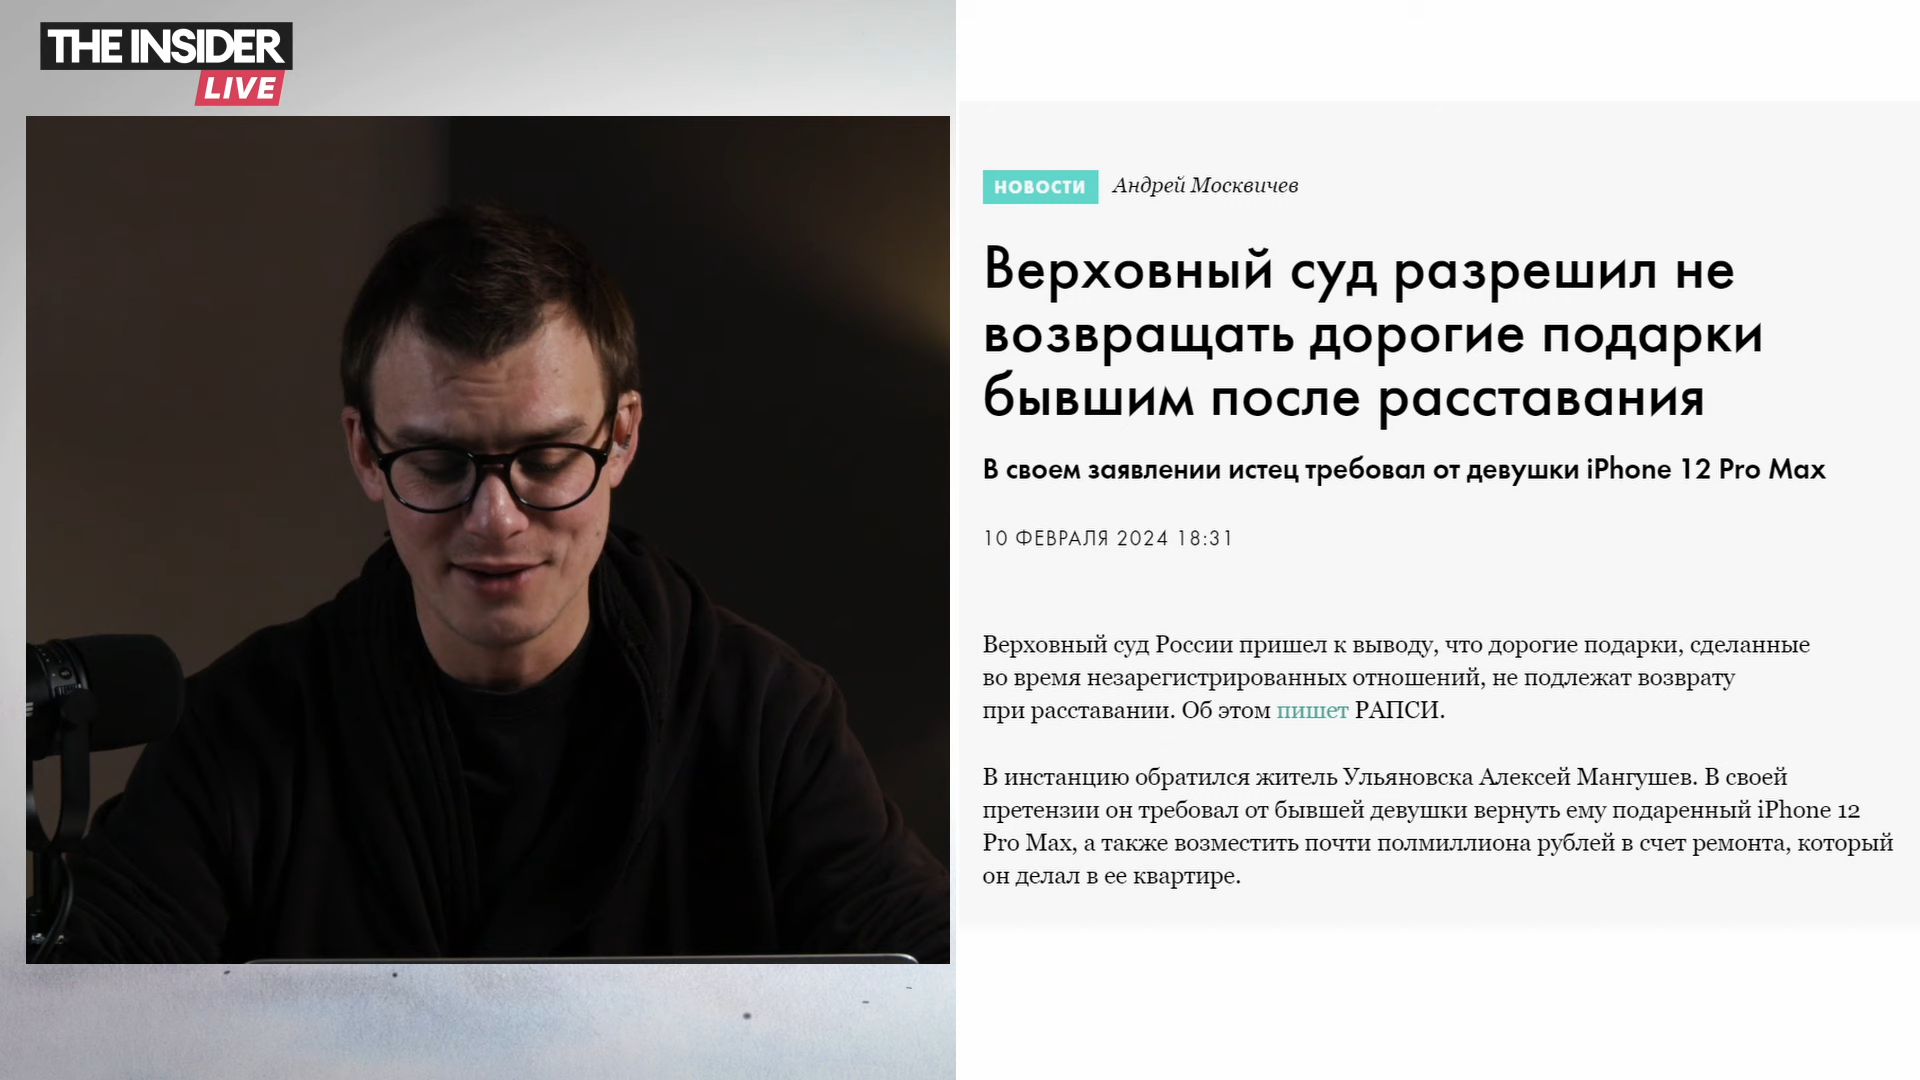 THE INSIDER
LIVE
НОВОСТИ Андрей Москвичев
Верховный суд разрешил не
возвращать дорогие подарки
бывшим после расставания
В своем заявлении истец требовал от девушки iPhone 12 Pro Max
10 ФЕВРАЛЯ 2024 18:31
Верховный суд России пришел к выводу, что дорогие подарки, сделанные
во время незарегистрированных отношений, не подлежат возврату
при расставании. Об этом пишет РАПСИ.
В инстанцию обратился житель Ульяновска Алексей Мангушев. В своей
претензии он требовал от бывшей девушки вернуть ему подаренный iPhone 12
Pro Max, а также возместить почти полмиллиона рублей в счет ремонта, который
он делал в ее квартире.